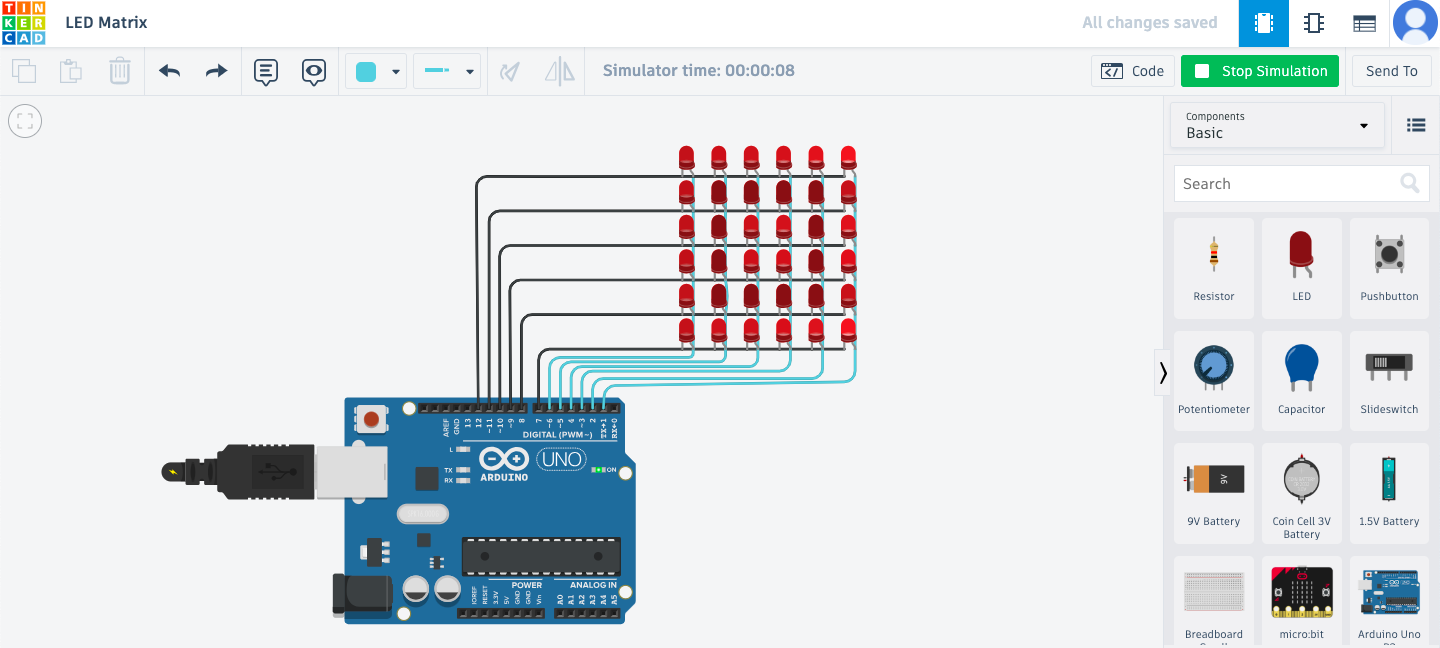 TIN
KER
CAD
LED Matrix
All changes saved
Simulator time: 00:00:08
Code
Stop Simulation
Send To
Components
Basic
Search
Resistor
LED
Pushbutton
Potentiometer
Capacitor
Slideswitch
9V
9V Battery
Coin Cell 3V
Battery
1.5V Battery
Breadboard
micro:bit
Arduino Uno
AREF
GND
13
12
~11
~10
~9
8
7
~6
~5
4
~3
2
TX→1
RX←0
DIGITAL (PWM~)
L
TX
RX
UNO
ARDUINO
ON
POWER
ANALOG IN
IOREF
RESET
3.3V
5V
GND
GND
Vin
A0
A1
A2
A3
A4
A5